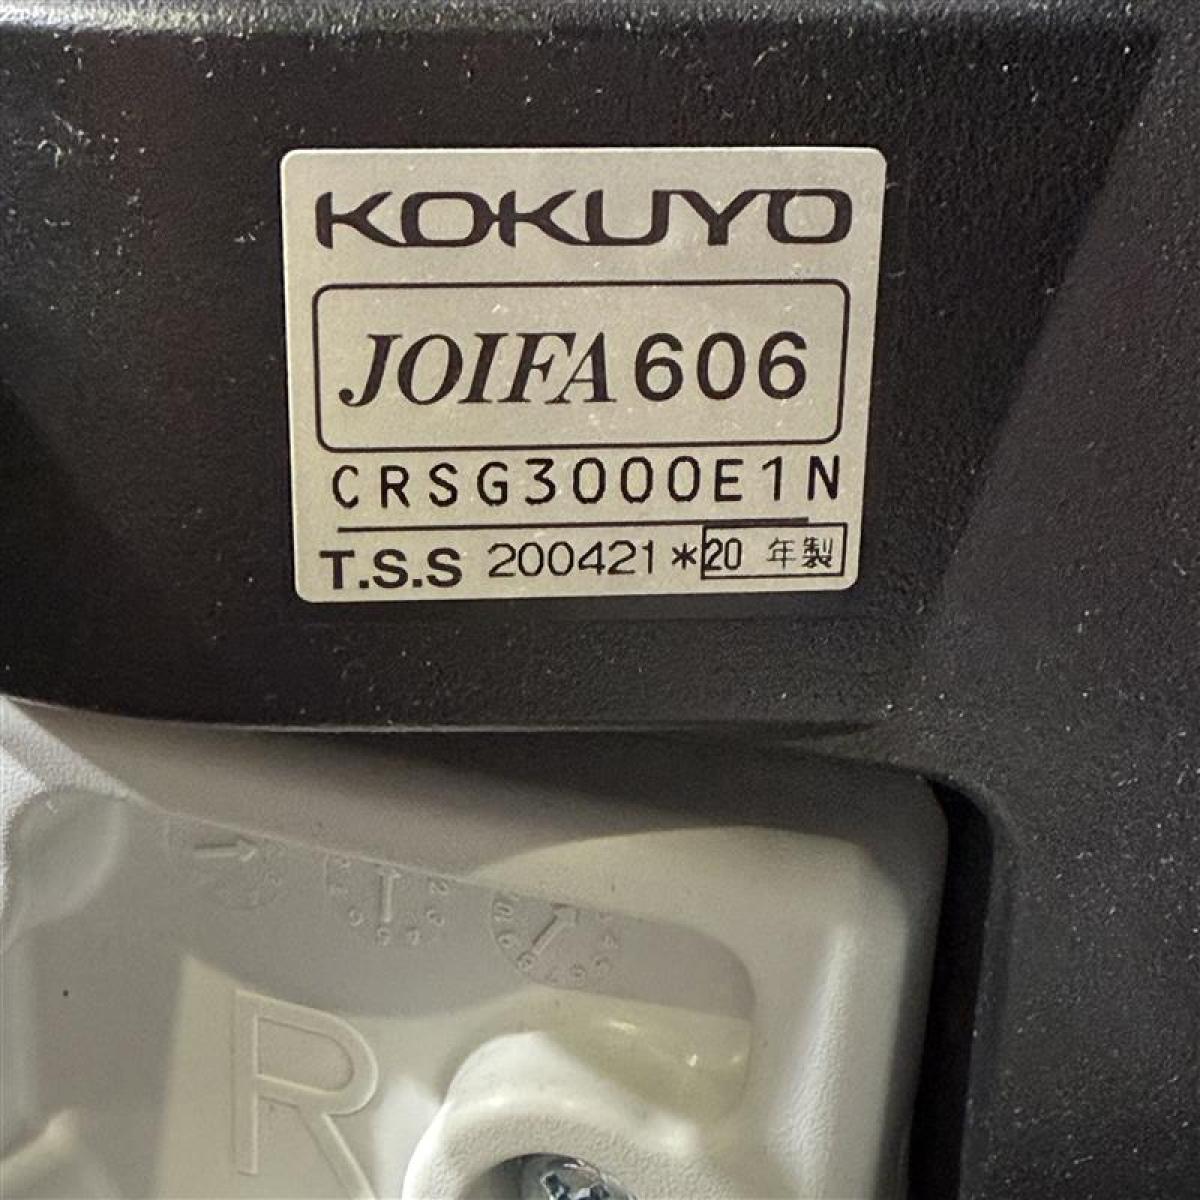 KOKUYO
JOIFA 606
CRSG3000E1N
T.S.S 200421 *20 年製
R